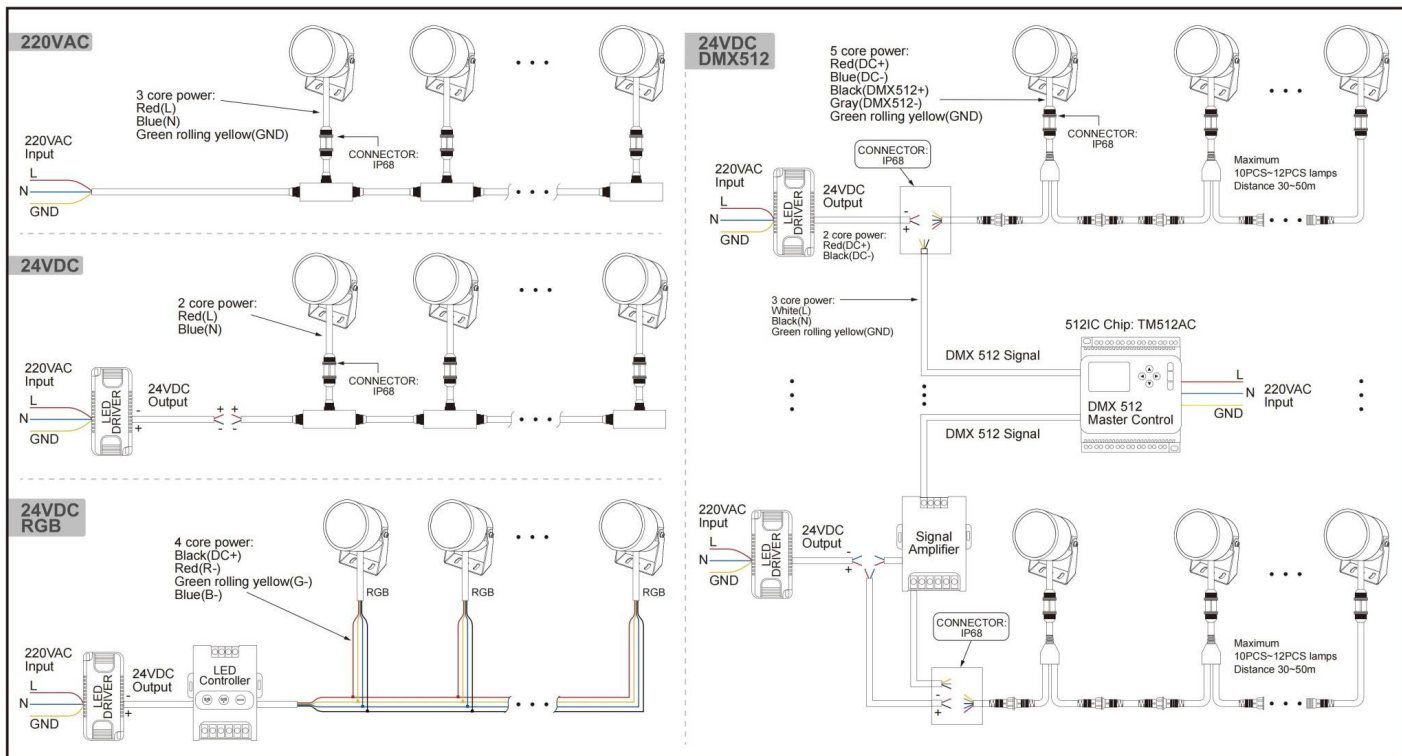 220VAC
3 core power:
Red(L)
Blue(N)
Green rolling yellow(GND)
CONNECTOR:
IP68
CONNECTOR:
IP68
220VAC
Input
L
N
GND
24VDC
2 core power:
Red(L)
Blue(N)
CONNECTOR:
IP68
CONNECTOR:
IP68
220VAC
Input
L
N
GND
LED
DRIVER
24VDC
Output
-
+
+ +
- -
24VDC
RGB
4 core power:
Black(DC+)
Red(R-)
Green rolling yellow(G-)
Blue(B-)
RGB
RGB
RGB
220VAC
Input
L
N
GND
LED
DRIVER
24VDC
Output
-
+
LED
Controller
24VDC
DMX512
5 core power:
Red(DC+)
Blue(DC-)
Black(DMX512+)
Gray(DMX512-)
Green rolling yellow(GND)
CONNECTOR:
IP68
CONNECTOR:
IP68
Maximum
10PCS~12PCS lamps
Distance 30~50m
220VAC
Input
L
N
GND
LED
DRIVER
24VDC
Output
-
+
2 core power:
Red(DC+)
Black(DC-)
3 core power:
White(L)
Black(N)
Green rolling yellow(GND)
512IC Chip: TM512AC
DMX 512 Signal
DMX 512
Master Control
L
N
GND
220VAC
Input
DMX 512 Signal
220VAC
Input
L
N
GND
LED
DRIVER
24VDC
Output
-
+
Signal
Amplifier
CONNECTOR:
IP68
-
+
Maximum
10PCS~12PCS lamps
Distance 30~50m